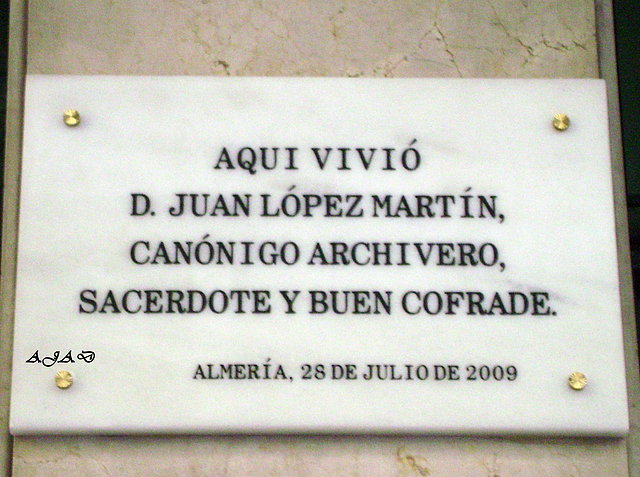 AQUI VIVIÓ
D. JUAN LÓPEZ MARTÍN,
CANÓNIGO ARCHIVERO,
SACERDOTE Y BUEN COFRADE.
AJAD
ALMERÍA, 28 DE JULIO DE 2009